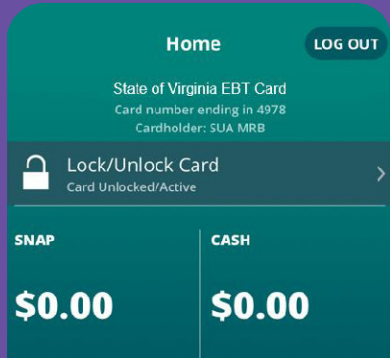 Home
LOG OUT
State of Virginia EBT Card
Card number ending in 4978
Cardholder: SUA MRB
Lock/Unlock Card
Card Unlocked/Active
SNAP
CASH
$0.00
$0.00